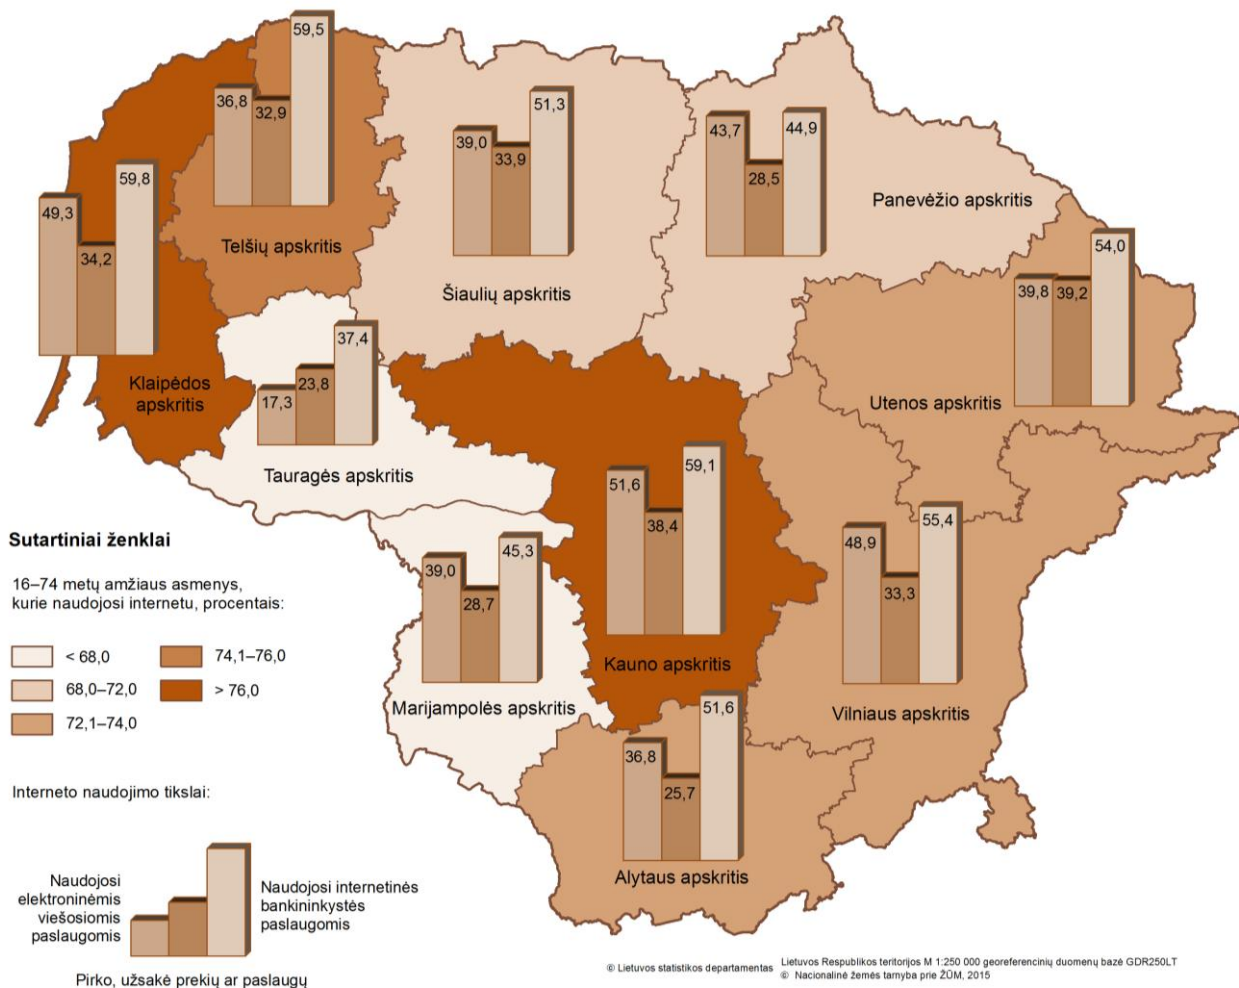 59,5
36,8
32,9
Telšių apskritis
51,3
39,0
33,9
Šiaulių apskritis
43,7
44,9
28,5
Panevėžio apskritis
59,8
49,3
34,2
Klaipėdos
apskritis
54,0
39,8
39,2
Utenos apskritis
37,4
23,8
17,3
Tauragės apskritis
59,1
51,6
38,4
Kauno apskritis
55,4
48,9
33,3
Vilniaus apskritis
45,3
39,0
28,7
Marijampolės apskritis
51,6
36,8
25,7
Alytaus apskritis
Sutartiniai ženklai
16–74 metų amžiaus asmenys,
kurie naudojosi internetu, procentais:
< 68,0
74,1–76,0
68,0–72,0
> 76,0
72,1–74,0
Interneto naudojimo tikslai:
Naudojosi
elektroninėmis
viešosiomis
paslaugomis
Naudojosi internetinės
bankininkystės
paslaugomis
Pirko, užsakė prekių ar paslaugų
© Lietuvos statistikos departamentas
Lietuvos Respublikos teritorijos M 1:250 000 georeferencinių duomenų bazė GDR250LT
© Nacionalinė žemės tarnyba prie ŽŪM, 2015